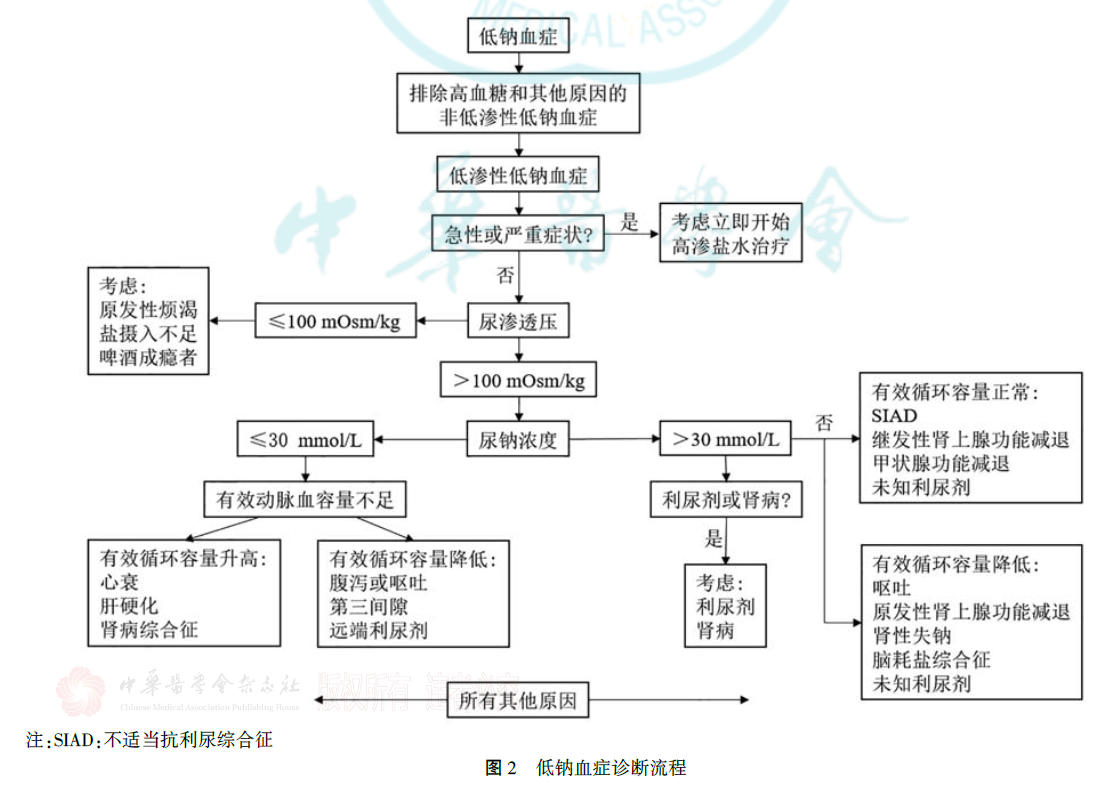 MEDICAL ASSO
低钠血症
排除高血糖和其他原因的
非低渗性低钠血症
低渗性低钠血症
急性或严重症状?
是
考虑立即开始
高渗盐水治疗
中华醫學會
否
考虑:
原发性烦渴
盐摄入不足
啤酒成瘾者
≤100 mOsm/kg
尿渗透压
>100 mOsm/kg
≤30 mmol/L
尿钠浓度
>30 mmol/L
否
有效循环容量正常:
SIAD
继发性肾上腺功能减退
甲状腺功能减退
未知利尿剂
有效动脉血容量不足
利尿剂或肾病?
是
有效循环容量升高:
心衰
肝硬化
肾病综合征
有效循环容量降低:
腹泻或呕吐
第三间隙
远端利尿剂
考虑:
利尿剂
肾病
有效循环容量降低:
呕吐
原发性肾上腺功能减退
肾性失钠
脑耗盐综合征
未知利尿剂
中華醫學會杂志社
Chinese Medical Association Publishing House
版权所有
所有其他原因
注:SIAD:不适当抗利尿综合征
图2 低钠血症诊断流程